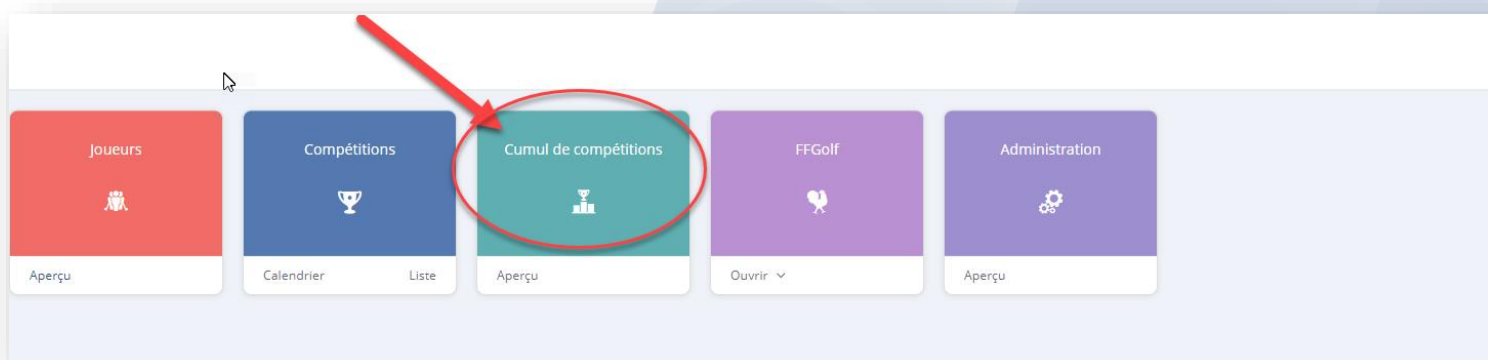 Joueurs
Compétitions
Cumul de compétitions
FFGolf
Administration
Aperçu
Calendrier Liste
Aperçu
Ouvrir
Aperçu